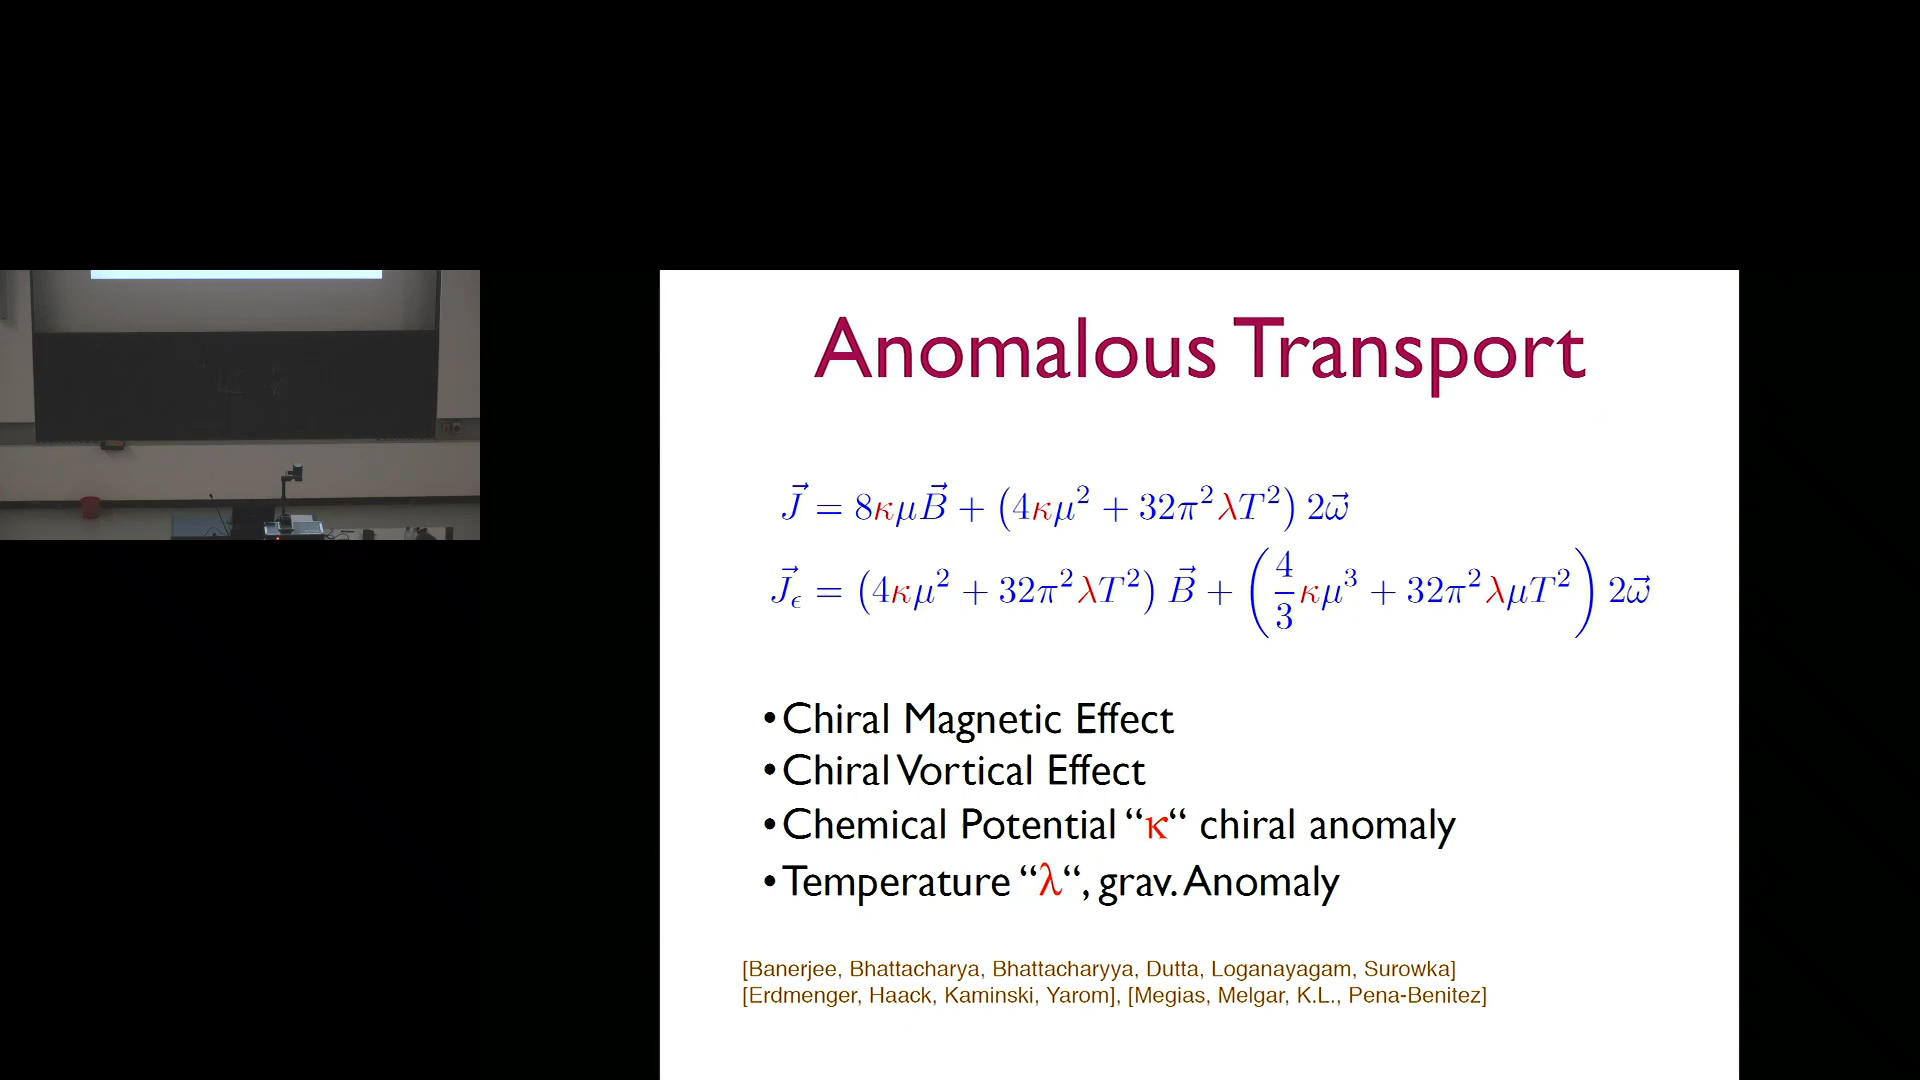 Anomalous Transport
J⃗ = 8κμB⃗ + (4κμ² + 32π²λT²) 2ω⃗
J⃗_ϵ = (4κμ² + 32π²λT²) B⃗ + (4/3 κμ³ + 32π²λμT²) 2ω⃗
•Chiral Magnetic Effect
•Chiral Vortical Effect
•Chemical Potential “κ“ chiral anomaly
•Temperature “λ“, grav. Anomaly
[Banerjee, Bhattacharya, Bhattacharyya, Dutta, Loganayagam, Surowka]
[Erdmenger, Haack, Kaminski, Yarom], [Megias, Melgar, K.L., Pena-Benitez]